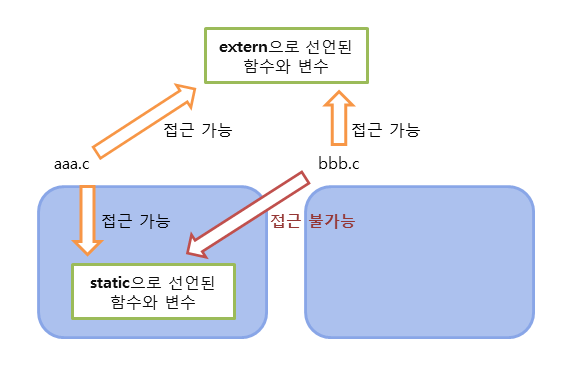 extern으로 선언된
함수와 변수
접근 가능
접근 가능
aaa.c
bbb.c
접근 가능
접근 불가능
static으로 선언된
함수와 변수